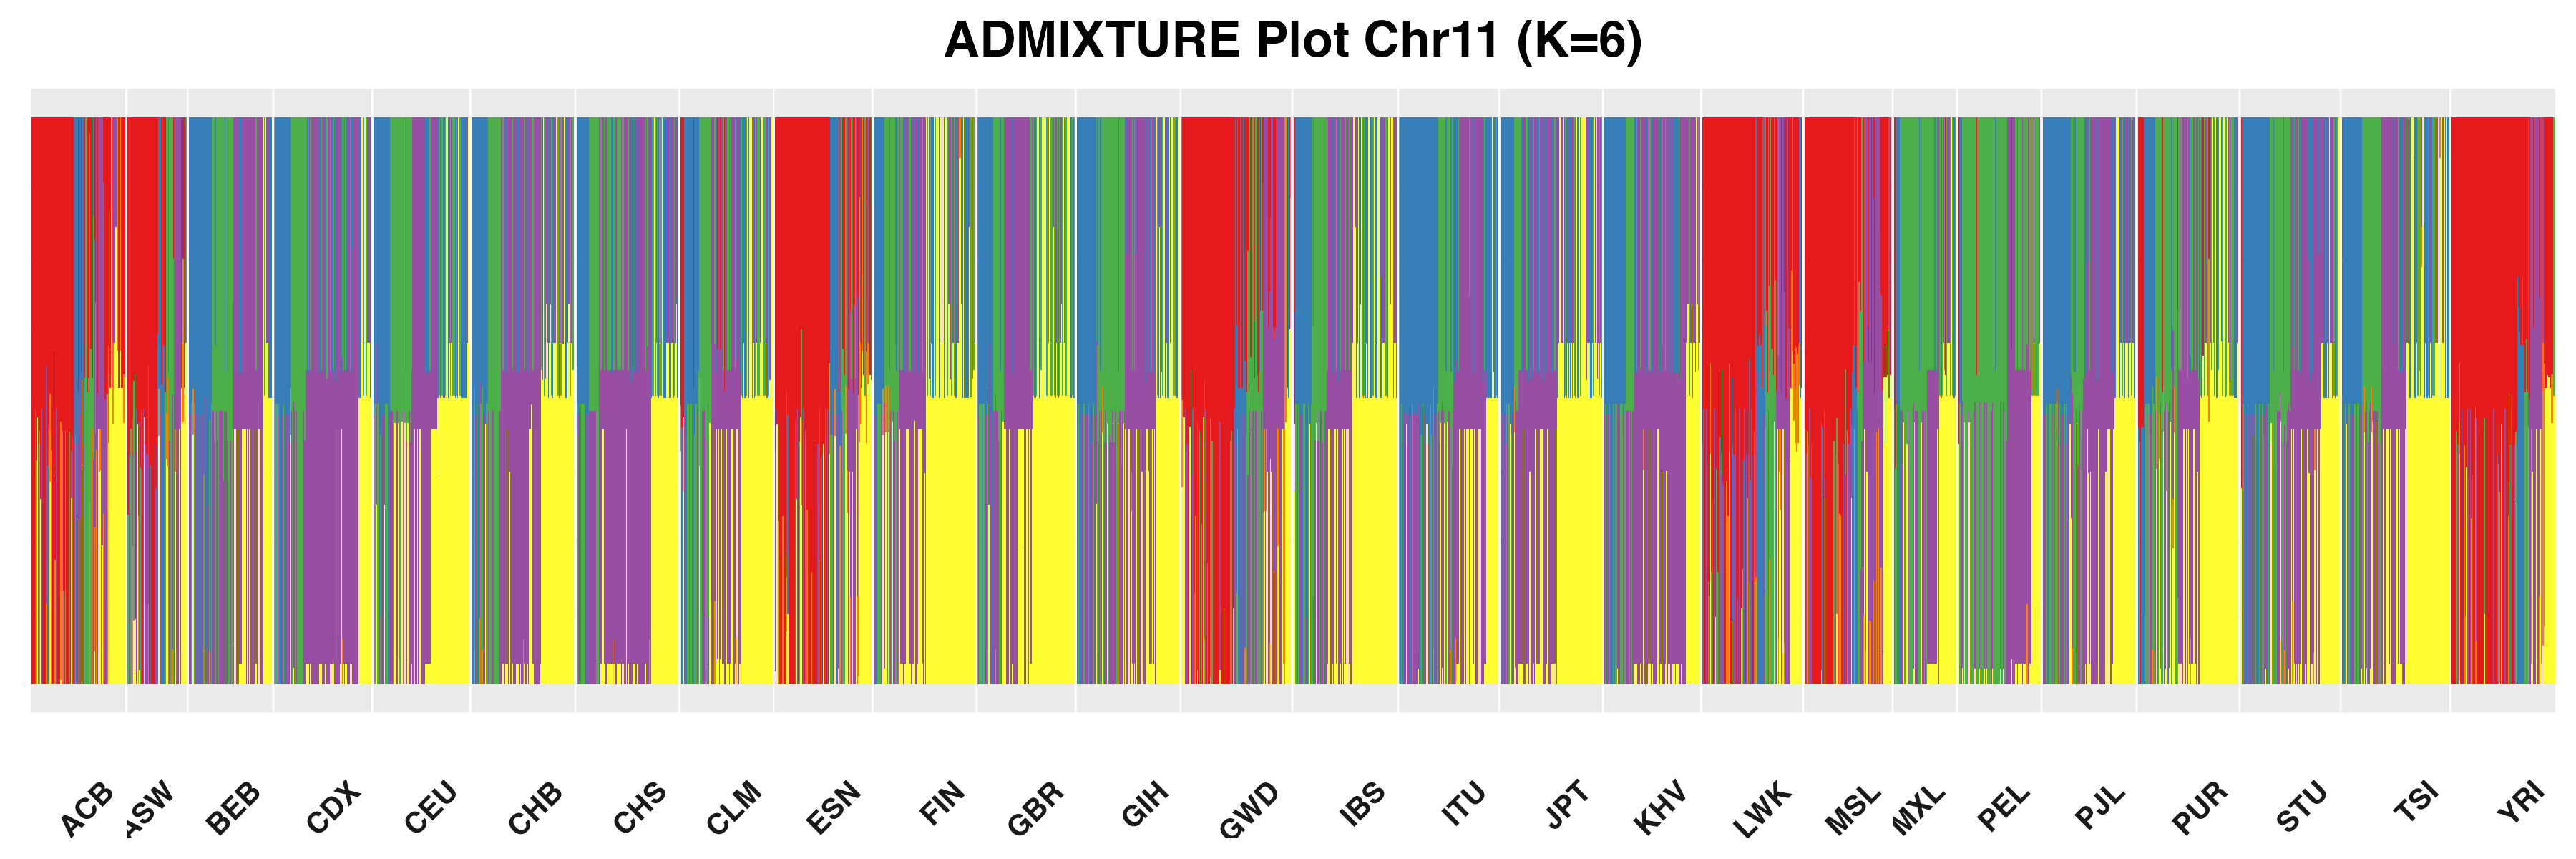 ADMIXTURE Plot Chr11 (K=6)
ACB ASW BEB CDX CEU CHB CHS CLM ESN FIN GBR GIH GWD IBS ITU JPT KHV LWK MSL MXL PEL PJL PUR STU TSI YRI